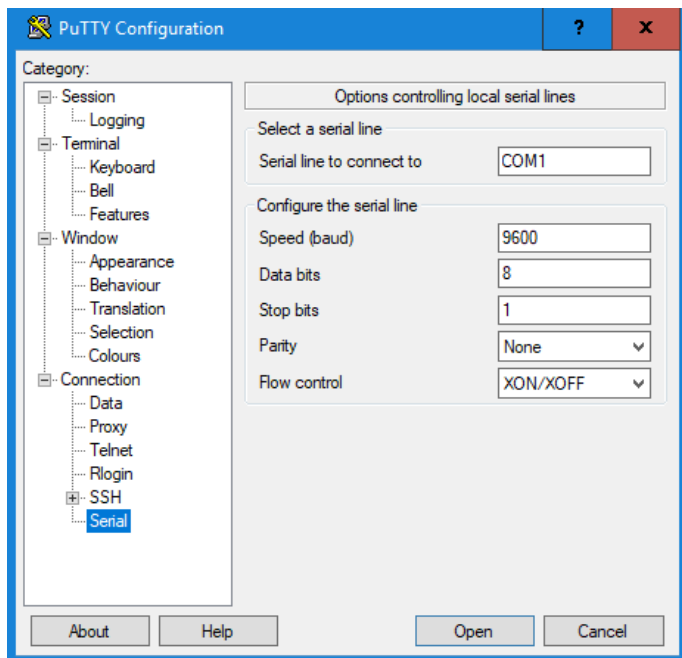 PuTTY Configuration
?
x
Category:
Session
Logging
Terminal
Keyboard
Bell
Features
Window
Appearance
Behaviour
Translation
Selection
Colours
Connection
Data
Proxy
Telnet
Rlogin
SSH
Serial
Options controlling local serial lines
Select a serial line
Serial line to connect to COM1
Configure the serial line
Speed (baud) 9600
Data bits 8
Stop bits 1
Parity None
Flow control XON/XOFF
About Help Open Cancel